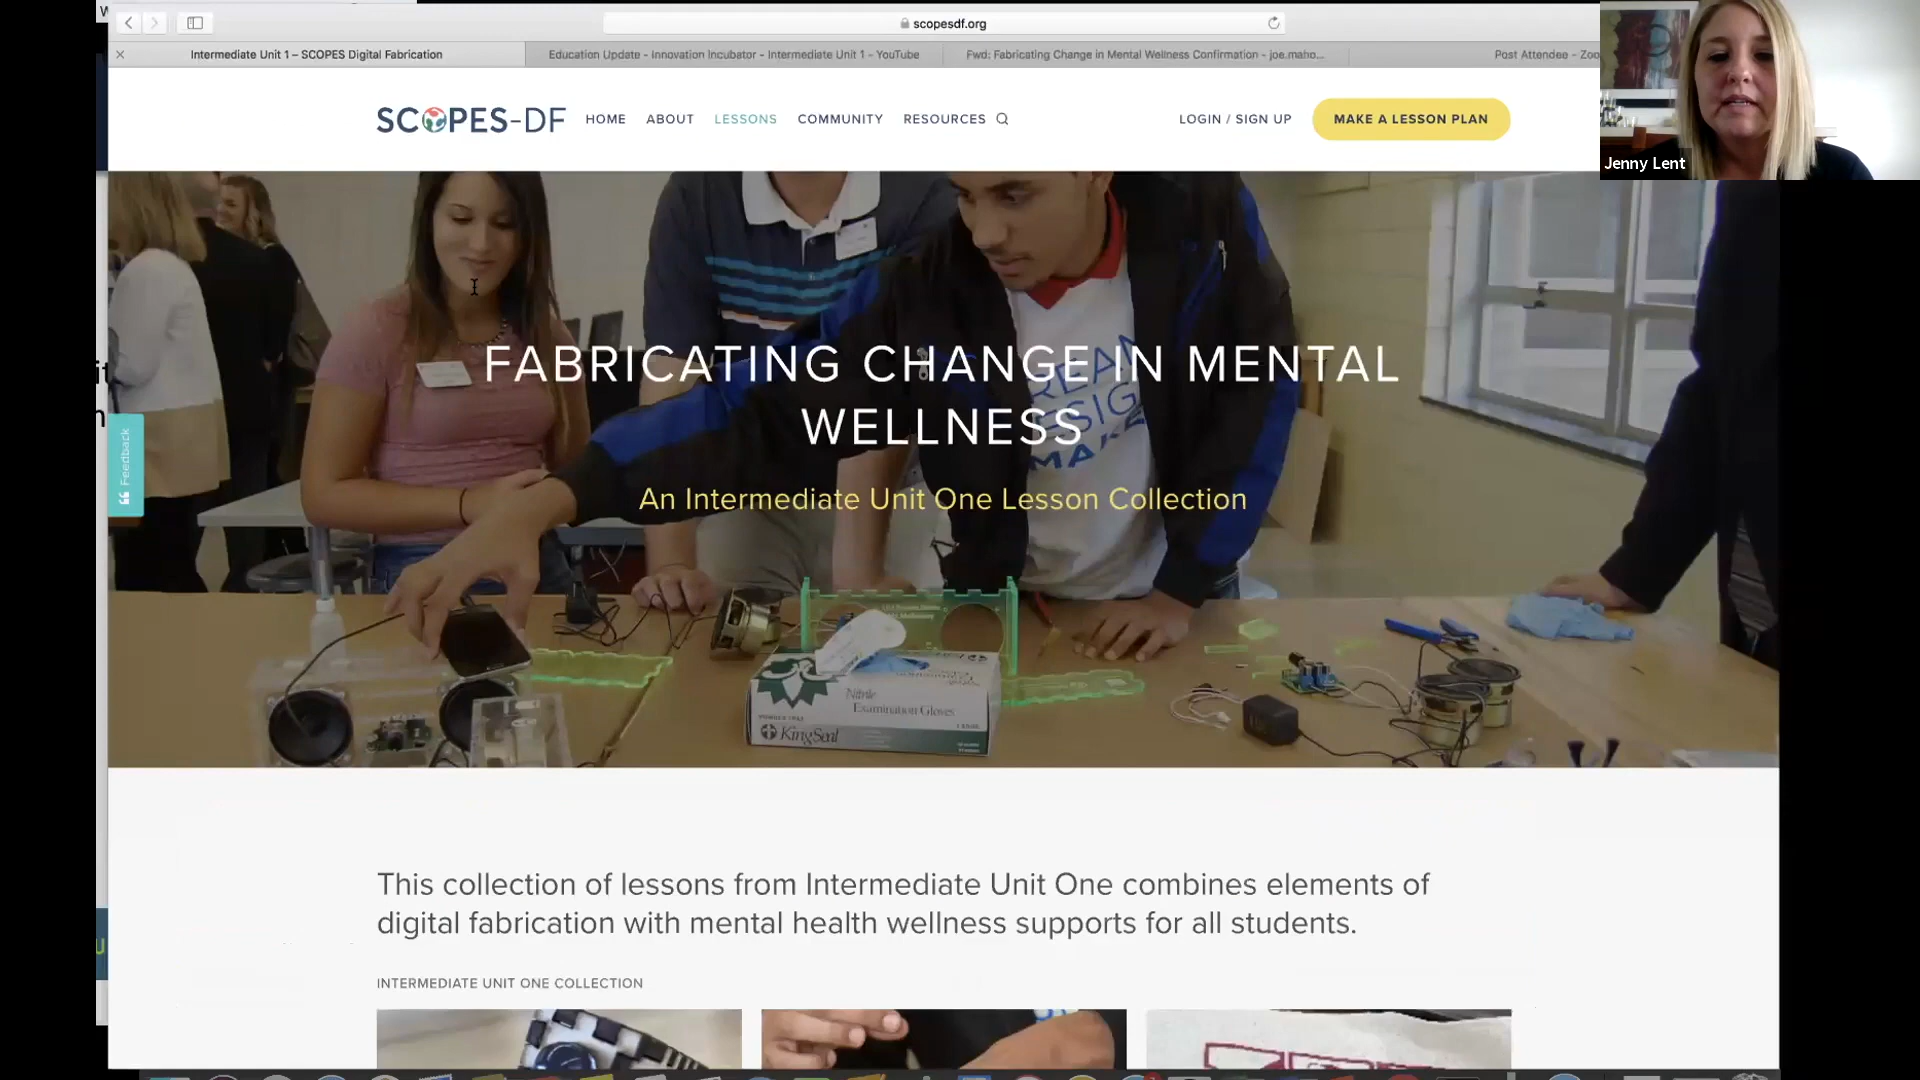 scopesdf.org
Intermediate Unit 1 – SCOPES Digital Fabrication
Education Update - Innovation Incubator - Intermediate Unit 1 - YouTube
Fwd: Fabricating Change in Mental Wellness Confirmation - joe.maho...
Post Attendee - Zoo
SCOPES-DF
HOME
ABOUT
LESSONS
COMMUNITY
RESOURCES
LOGIN / SIGN UP
MAKE A LESSON PLAN
Jenny Lent
FABRICATING CHANGE IN MENTAL
WELLNESS
An Intermediate Unit One Lesson Collection
Feedback
Nitrile
Examination Gloves
KingSeal
This collection of lessons from Intermediate Unit One combines elements of
digital fabrication with mental health wellness supports for all students.
INTERMEDIATE UNIT ONE COLLECTION